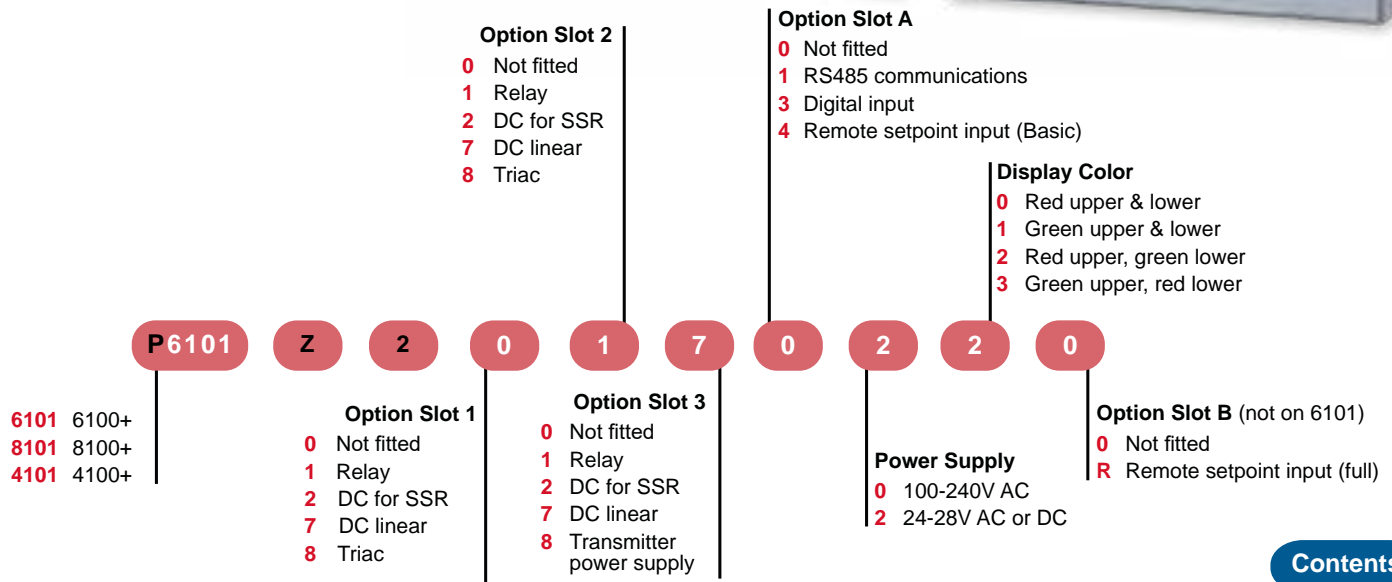 Option Slot 2
0 Not fitted
1 Relay
2 DC for SSR
7 DC linear
8 Triac
Option Slot A
0 Not fitted
1 RS485 communications
3 Digital input
4 Remote setpoint input (Basic)
Display Color
0 Red upper & lower
1 Green upper & lower
2 Red upper, green lower
3 Green upper, red lower
P6101 Z 2 0 1 7 0 2 2 0
6101 6100+
8101 8100+
4101 4100+
Option Slot 1
0 Not fitted
1 Relay
2 DC for SSR
7 DC linear
8 Triac
Option Slot 3
0 Not fitted
1 Relay
2 DC for SSR
7 DC linear
8 Transmitter
power supply
Power Supply
0 100-240V AC
2 24-28V AC or DC
Option Slot B (not on 6101)
0 Not fitted
R Remote setpoint input (full)
Contents